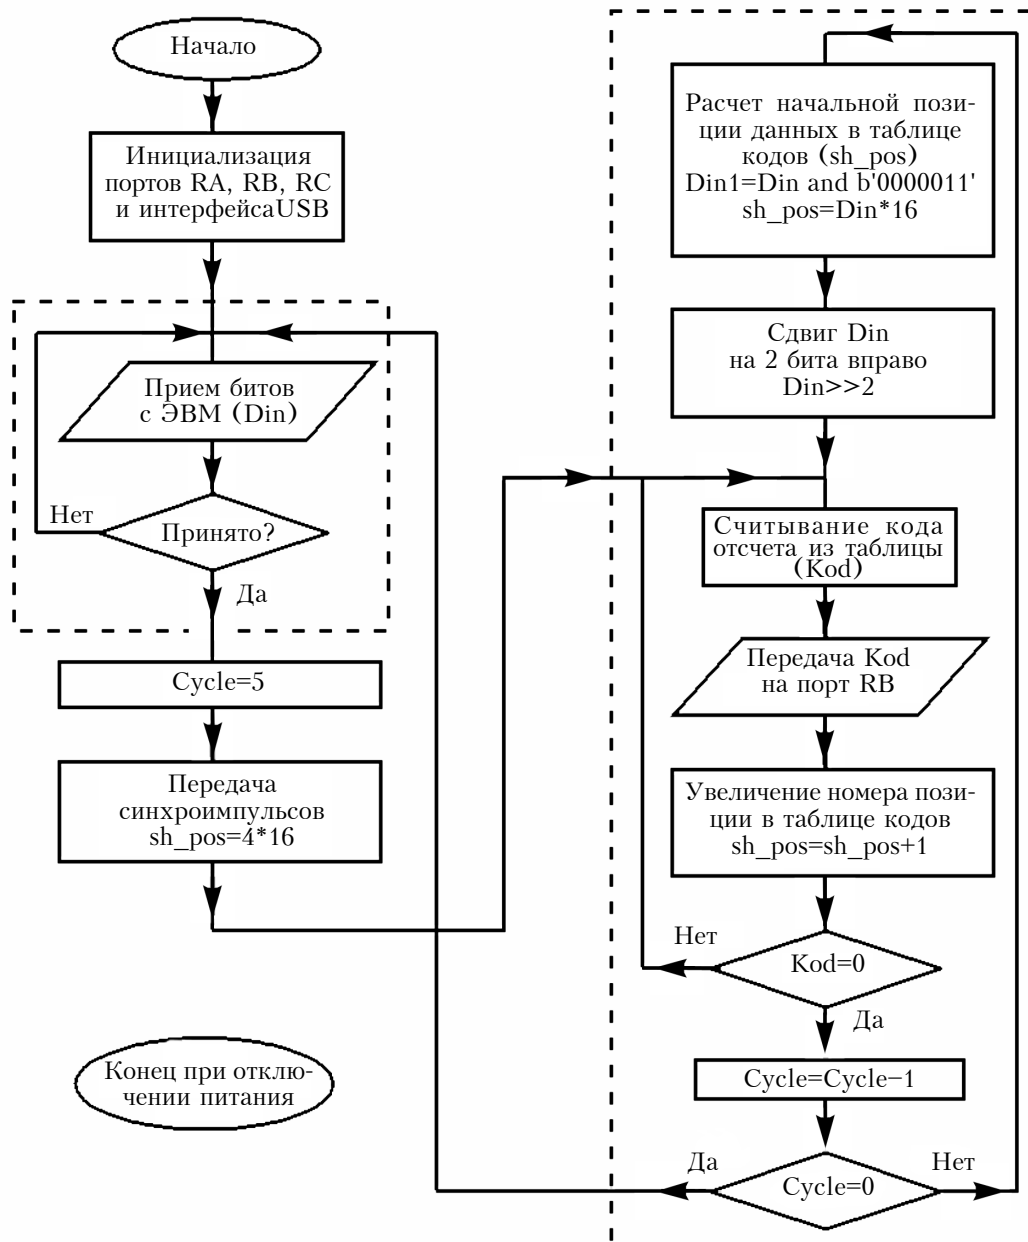 Начало
Инициализация
портов RA, RB, RC
и интерфейсаUSB
Прием битов
с ЭВМ (Din)
Нет
Принято?
Да
Cycle=5
Передача
синхроимпульсов
sh_pos=4*16
Конец при отклю-
чении питания
Расчет начальной пози-
ции данных в таблице
кодов (sh_pos)
Din1=Din and b'0000011'
sh_pos=Din*16
Сдвиг Din
на 2 бита вправо
Din>>2
Считывание кода
отсчета из таблицы
(Kod)
Передача Kod
на порт RB
Увеличение номера пози-
ции в таблице кодов
sh_pos=sh_pos+1
Нет
Kod=0
Да
Cycle=Cycle−1
Да
Нет
Cycle=0